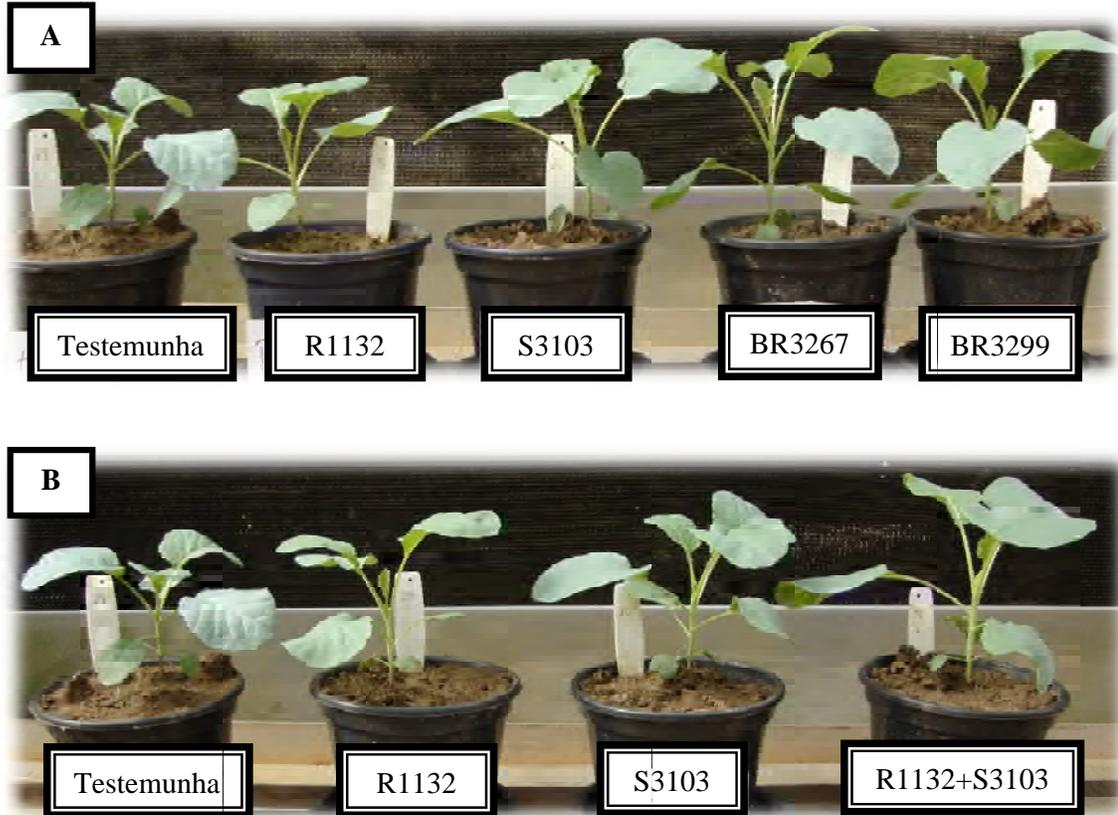 A
Testemunha
R1132
S3103
BR3267
BR3299
B
Testemunha
R1132
S3103
R1132+S3103